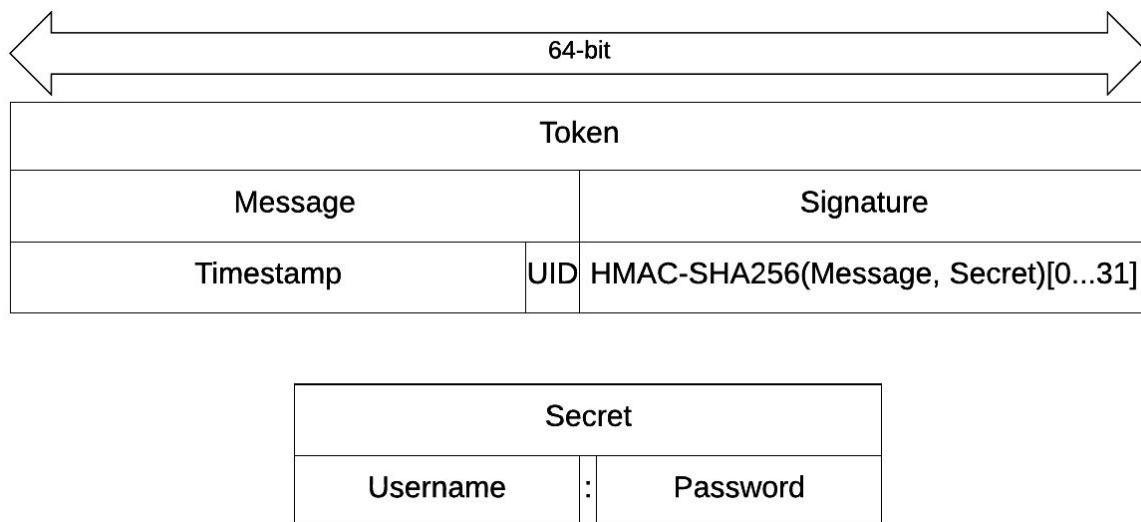 64-bit
Token
Message Signature
Timestamp UID HMAC-SHA256(Message, Secret)[0...31]
Secret
Username : Password